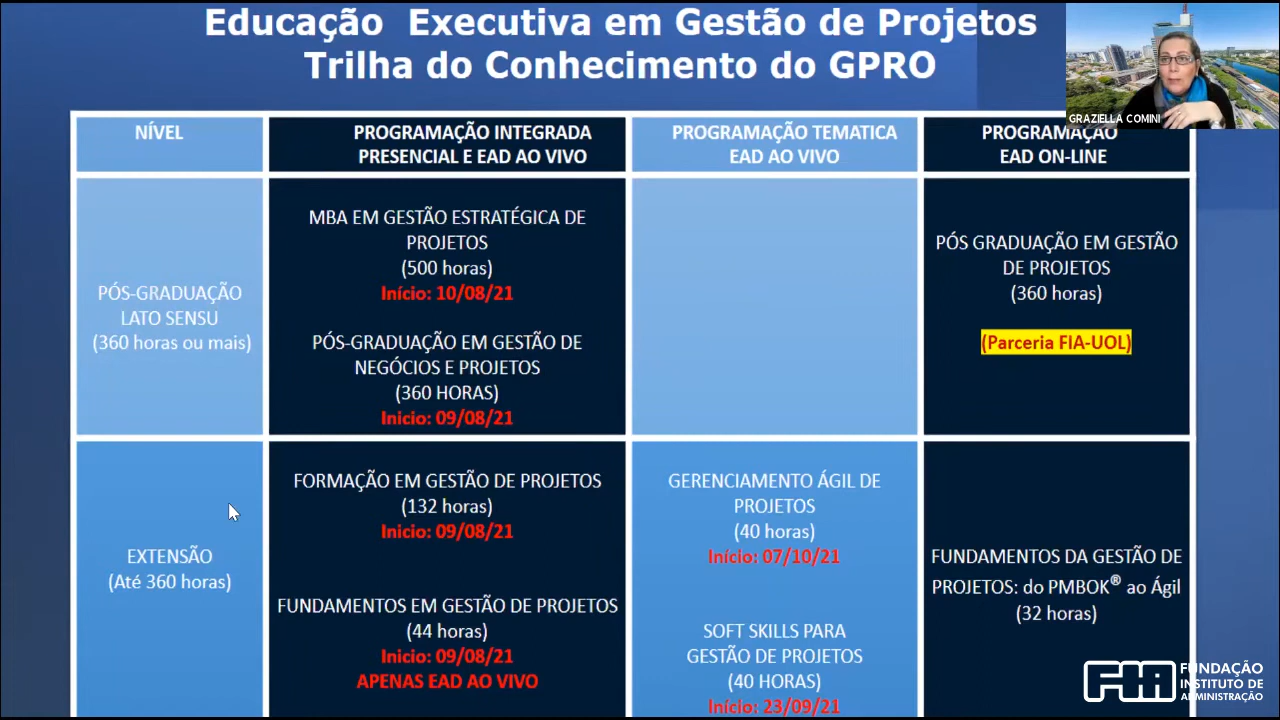 Educação Executiva em Gestão de Projetos
Trilha do Conhecimento do GPRO
GRAZIELLA COMINI
NÍVEL
PROGRAMAÇÃO INTEGRADA
PRESENCIAL E EAD AO VIVO
PROGRAMAÇÃO TEMATICA
EAD AO VIVO
PROGRAMAÇÃO
EAD ON-LINE
PÓS-GRADUAÇÃO
LATO SENSU
(360 horas ou mais)
MBA EM GESTÃO ESTRATÉGICA DE
PROJETOS
(500 horas)
Início: 10/08/21
PÓS-GRADUAÇÃO EM GESTÃO DE
NEGÓCIOS E PROJETOS
(360 HORAS)
Inicio: 09/08/21
PÓS GRADUAÇÃO EM GESTÃO
DE PROJETOS
(360 horas)
(Parceria FIA-UOL)
EXTENSÃO
(Até 360 horas)
FORMAÇÃO EM GESTÃO DE PROJETOS
(132 horas)
Inicio: 09/08/21
FUNDAMENTOS EM GESTÃO DE PROJETOS
(44 horas)
Inicio: 09/08/21
APENAS EAD AO VIVO
GERENCIAMENTO ÁGIL DE
PROJETOS
(40 horas)
Início: 07/10/21
SOFT SKILLS PARA
GESTÃO DE PROJETOS
(40 HORAS)
Início: 23/09/21
FUNDAMENTOS DA GESTÃO DE
PROJETOS: do PMBOK® ao Ágil
(32 horas)
FIA FUNDAÇÃO
INSTITUTO DE
ADMINISTRAÇÃO